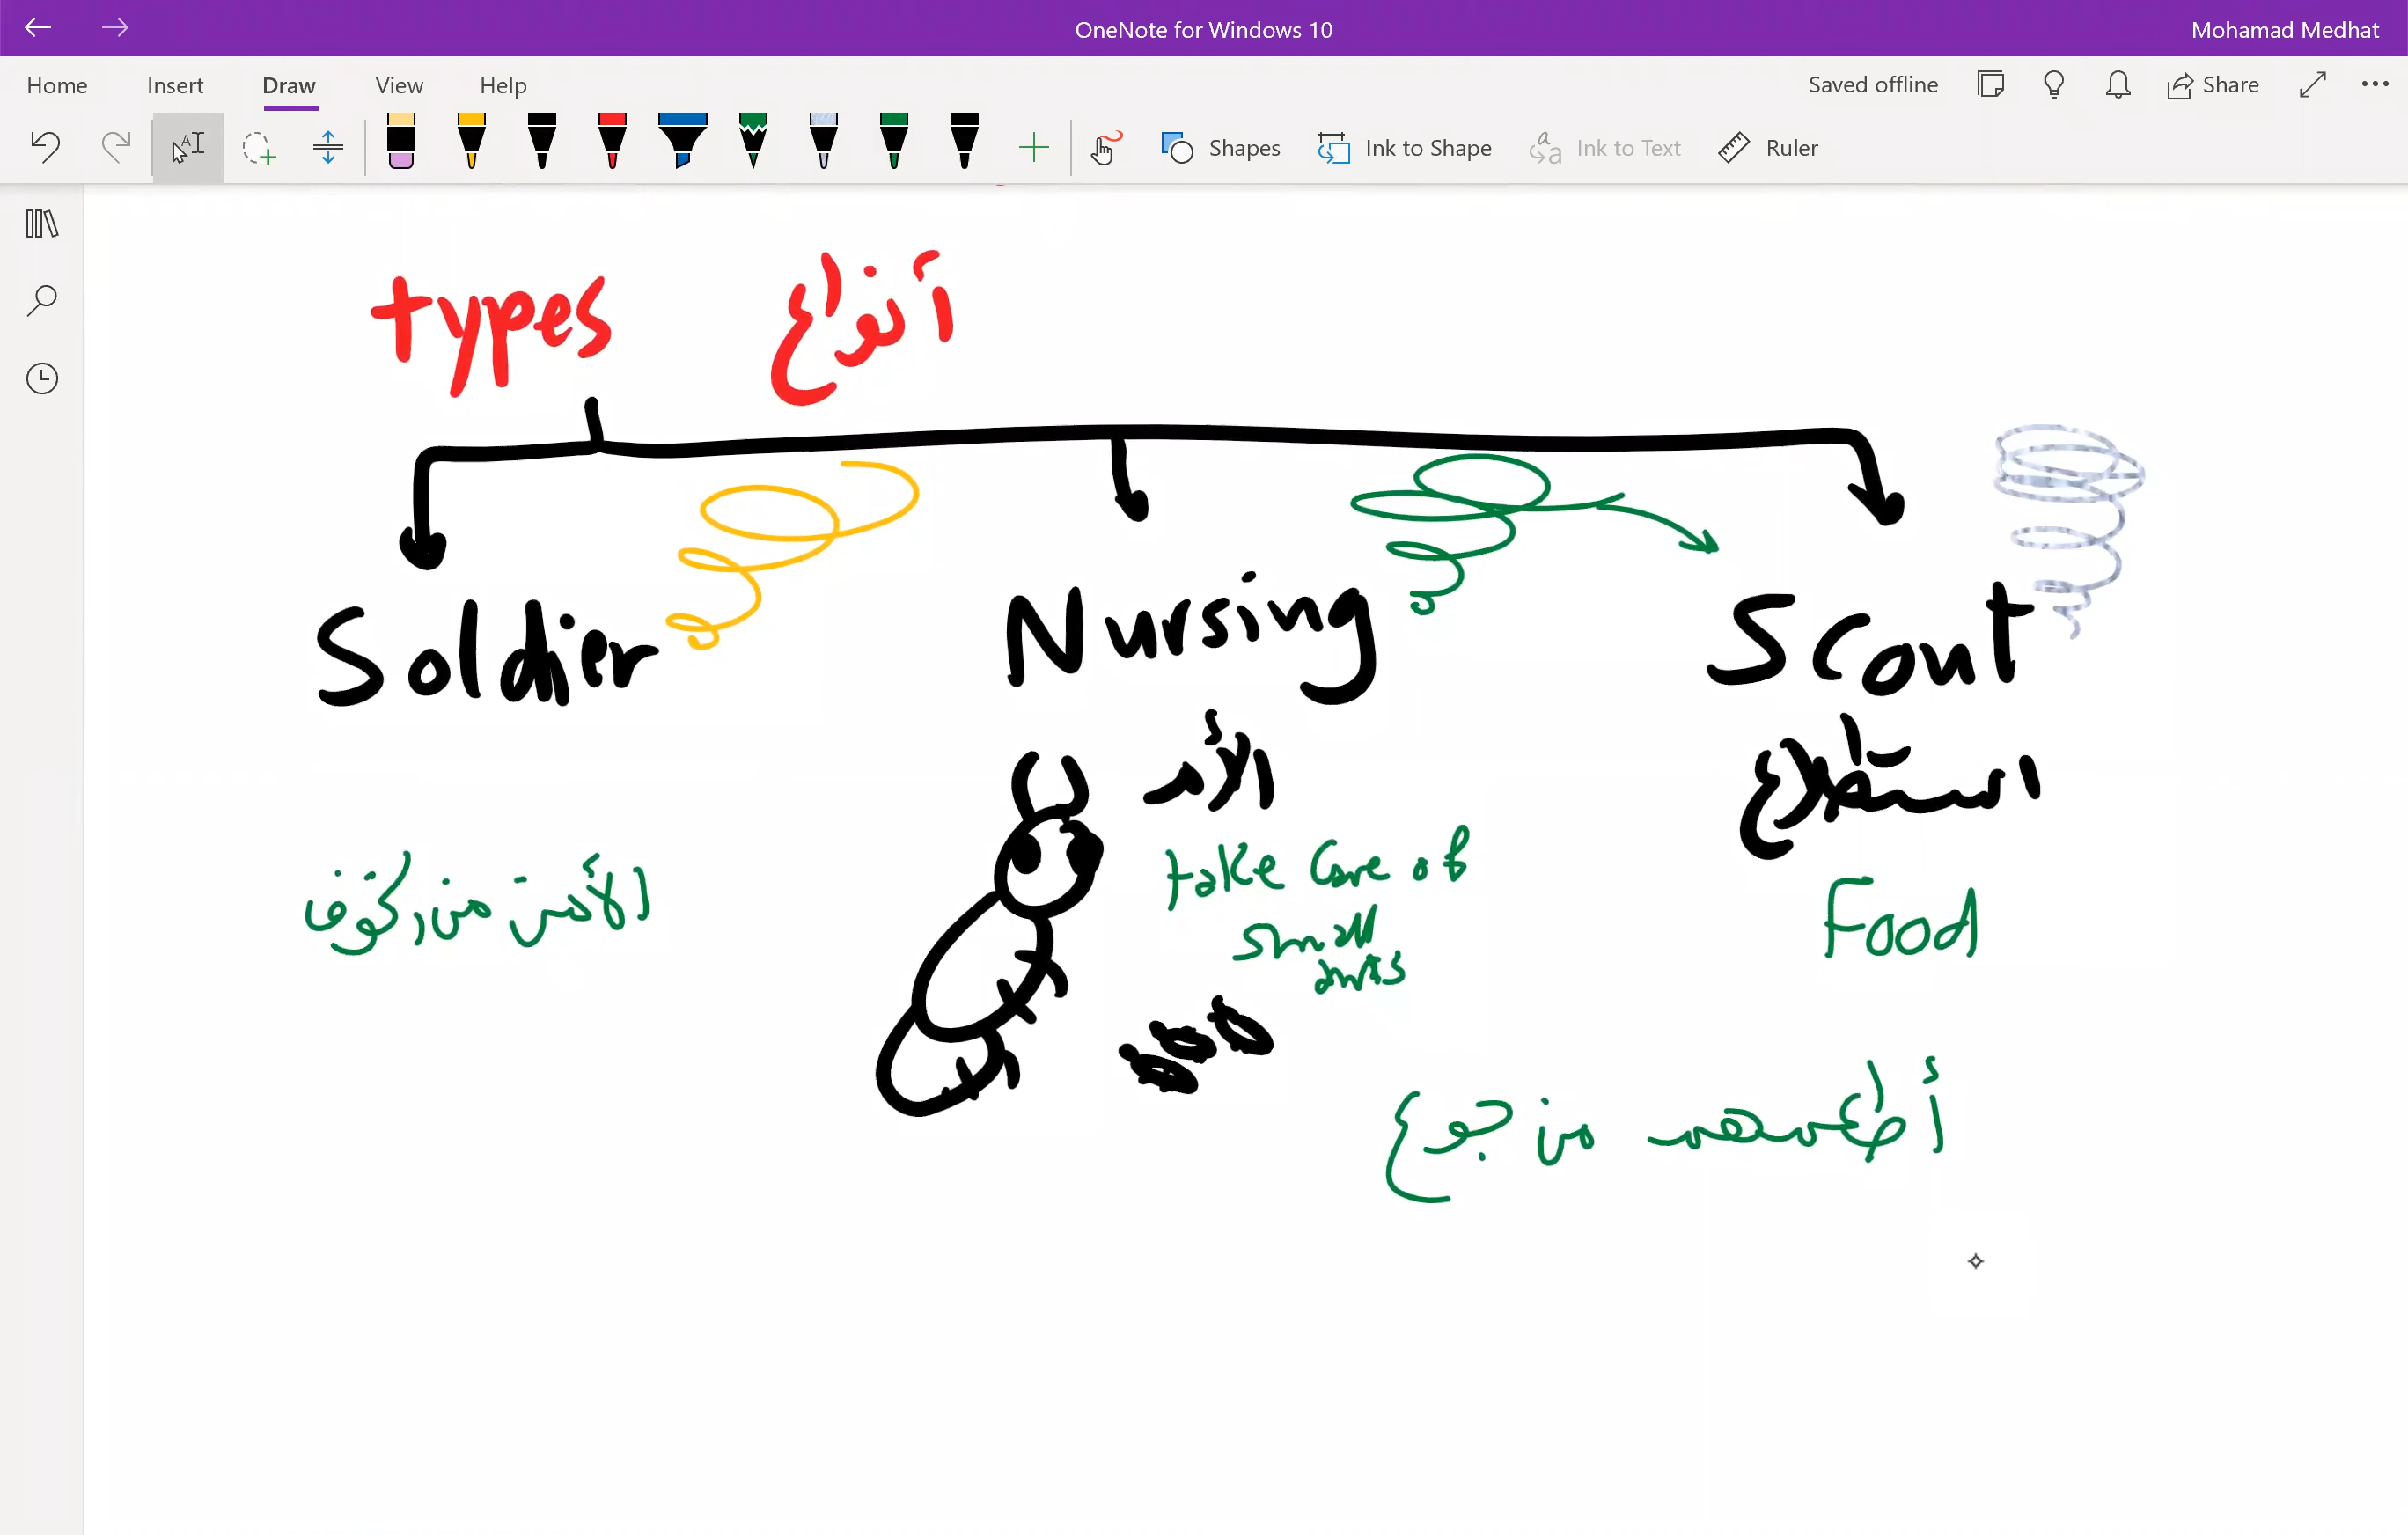 OneNote for Windows 10
Mohamad Medhat
Home Insert Draw View Help
Saved offline Share
Shapes Ink to Shape Ink to Text Ruler
types أنواع
Soldier Nursing Scout
الأم
استطلاع
take Care of
small
ants
Food
الأمن من خوف
أطعمهم من جوع